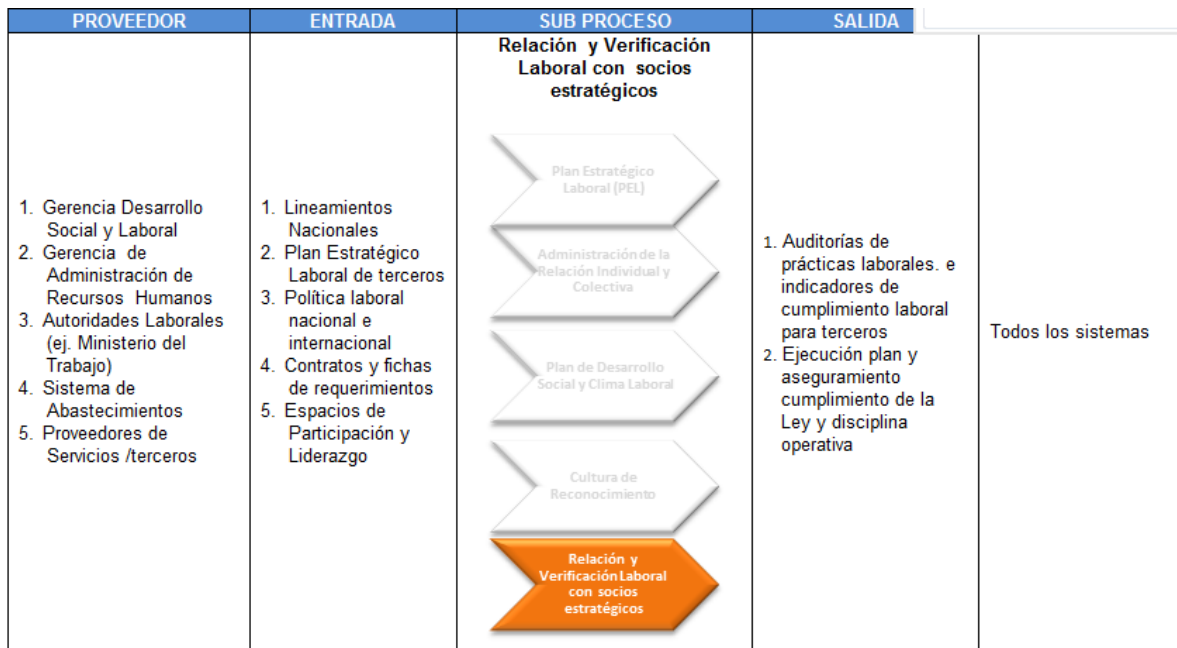 PROVEEDOR
ENTRADA
SUB PROCESO
SALIDA
1. Gerencia Desarrollo
Social y Laboral
2. Gerencia de
Administración de
Recursos Humanos
3. Autoridades Laborales
(ej. Ministerio del
Trabajo)
4. Sistema de
Abastecimientos
5. Proveedores de
Servicios /terceros
1. Lineamientos
Nacionales
2. Plan Estratégico
Laboral de terceros
3. Política laboral
nacional e
internacional
4. Contratos y fichas
de requerimientos
5. Espacios de
Participación y
Liderazgo
Relación y Verificación
Laboral con socios
estratégicos
Plan Estratégico
Laboral (PEL)
Administración de la
Relación Individual y
Colectiva
Plan de Desarrollo
Social y Clima Laboral
Cultura de
Reconocimiento
Relación y
Verificación Laboral
con socios
estratégicos
1. Auditorías de
prácticas laborales. e
indicadores de
cumplimiento laboral
para terceros
2. Ejecución plan y
aseguramiento
cumplimiento de la
Ley y disciplina
operativa
Todos los sistemas